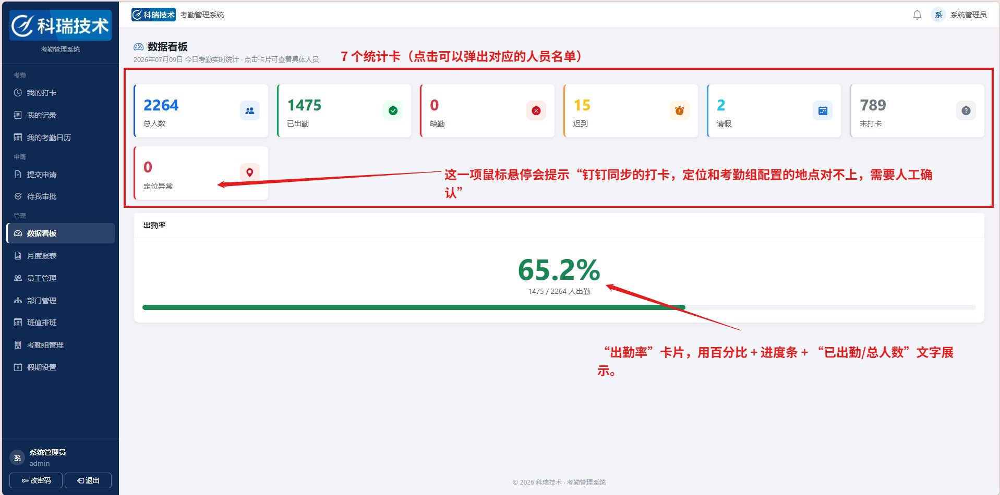 科瑞技术
考勤管理系统
考勤
我的打卡
我的记录
我的考勤日历
申请
提交申请
待我审批
管理
数据看板
月度报表
员工管理
部门管理
班值排班
考勤组管理
假期设置
系 系统管理员
admin
改密码 退出
科瑞技术 考勤管理系统
系 系统管理员
数据看板
2026年07月09日 今日考勤实时统计 · 点击卡片可查看具体人员
7 个统计卡（点击可以弹出对应的人员名单）
2264
总人数
1475
已出勤
0
缺勤
15
迟到
2
请假
789
未打卡
0
定位异常
这一项鼠标悬停会提示“钉钉同步的打卡，定位和考勤组配置的地点对不上，需要人工确
认”
出勤率
65.2%
1475 / 2264 人出勤
“出勤率”卡片，用百分比 + 进度条 + “已出勤/总人数”文字展
示。
© 2026 科瑞技术 · 考勤管理系统